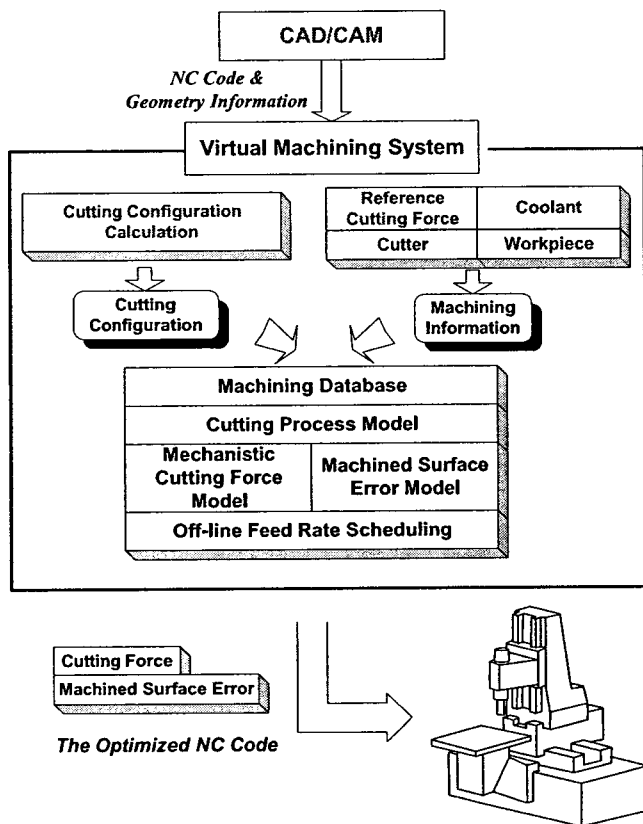 CAD/CAM
NC Code &
Geometry Information
Virtual Machining System
Cutting Configuration
Calculation
Reference
Cutting Force
Coolant
Cutter
Workpiece
Cutting
Configuration
Machining
Information
Machining Database
Cutting Process Model
Mechanistic
Cutting Force
Model
Machined Surface
Error Model
Off-line Feed Rate Scheduling
Cutting Force
Machined Surface Error
The Optimized NC Code